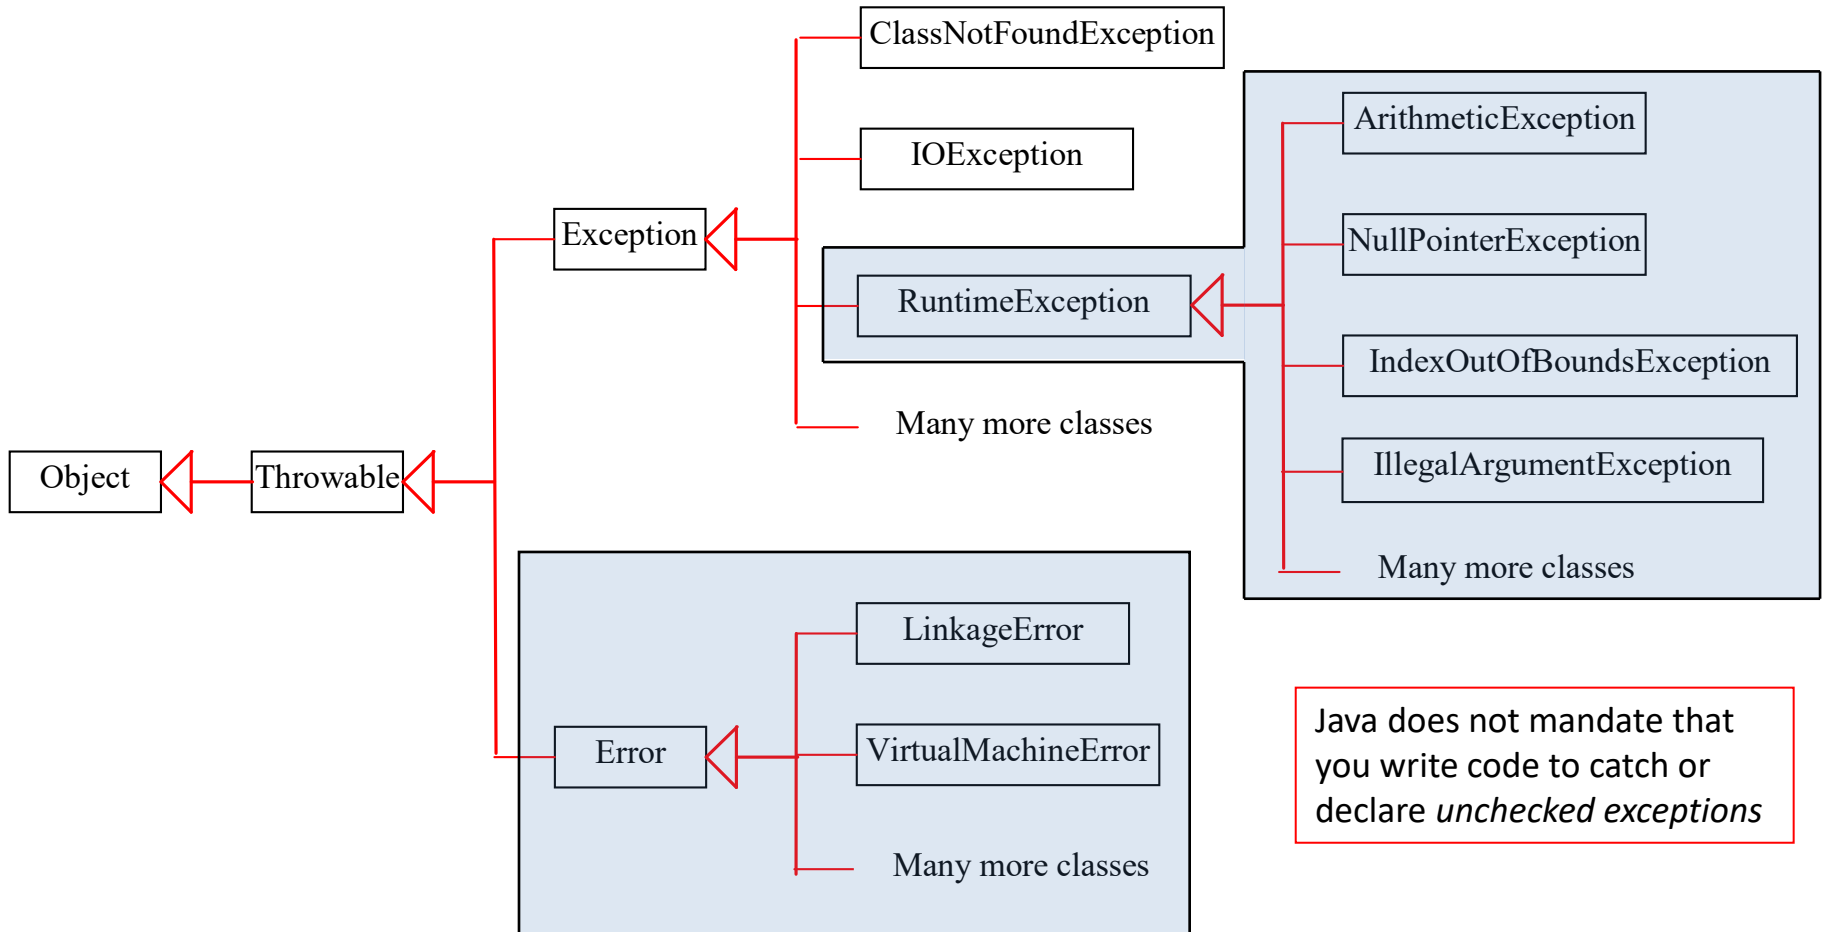 ClassNotFoundException
ArithmeticException
IOException
Exception
NullPointerException
RuntimeException
IndexOutOfBoundsException
Many more classes
Object
Throwable
IllegalArgumentException
Many more classes
LinkageError
Error
VirtualMachineError
Many more classes
Java does not mandate that
you write code to catch or
declare unchecked exceptions